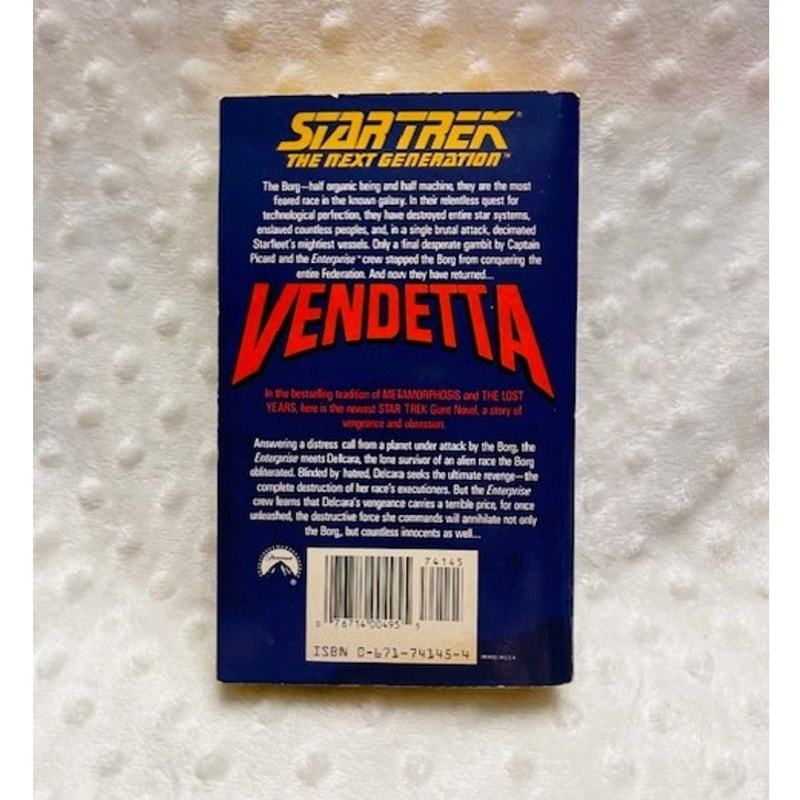 STAR TREK®
THE NEXT GENERATION™
The Borg—half organic being and half machine, they are the most
feared race in the known galaxy. In their relentless quest for
technological perfection, they have destroyed entire star systems,
enslaved countless peoples, and, in a single brutal attack, decimated
Starfleet's mightiest vessels. Only a final desperate gambit by Captain
Picard and the Enterprise™ crew stopped the Borg from conquering the
entire Federation. And now they have returned...
VENDETTA
In the bestselling tradition of METAMORPHOSIS and THE LOST
YEARS, here is the newest STAR TREK Giant Novel, a story of
vengeance and obsession.
Answering a distress call from a planet under attack by the Borg, the
Enterprise meets Delcara, the lone survivor of an alien race the Borg
obliterated. Blinded by hatred, Delcara seeks the ultimate revenge—the
complete destruction of her race's executioners. But the Enterprise
crew learns that Delcara's vengeance carries a terrible price, for once
unleashed, the destructive force she commands will annihilate not only
the Borg, but countless innocents as well...
Paramount
®
74145
0 76714 00495 5
ISBN 0-671-74145-4